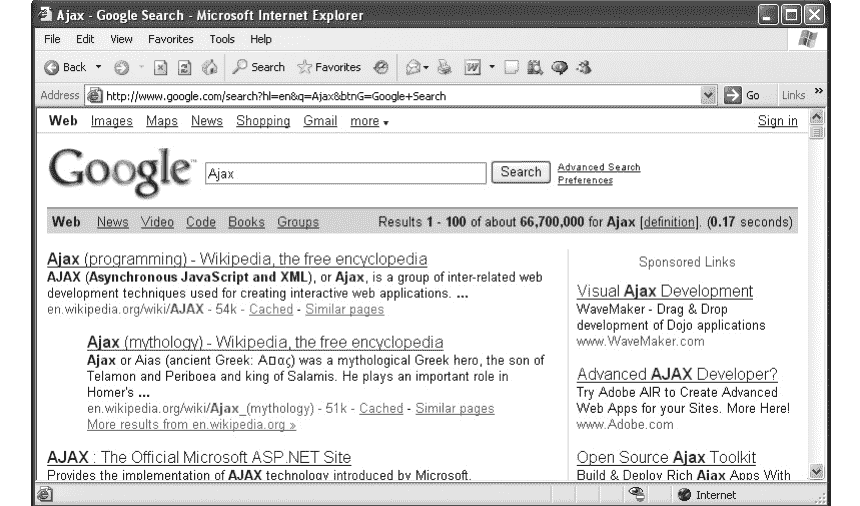 Ajax - Google Search - Microsoft Internet Explorer
File Edit View Favorites Tools Help
Back Search Favorites
Address http://www.google.com/search?hl=en&q=Ajax&btnG=Google+Search Go Links »
Web Images Maps News Shopping Gmail more Sign in
Google™ Ajax Search Advanced Search
Preferences
Web News Video Code Books Groups Results 1 - 100 of about 66,700,000 for Ajax [definition]. (0.17 seconds)
Ajax (programming) - Wikipedia, the free encyclopedia
AJAX (Asynchronous JavaScript and XML), or Ajax, is a group of inter-related web
development techniques used for creating interactive web applications. ...
en.wikipedia.org/wiki/AJAX - 54k - Cached - Similar pages
Ajax (mythology) - Wikipedia, the free encyclopedia
Ajax or Aias (ancient Greek: Α□ας) was a mythological Greek hero, the son of
Telamon and Periboea and king of Salamis. He plays an important role in
Homer's ...
en.wikipedia.org/wiki/Ajax_(mythology) - 51k - Cached - Similar pages
More results from en.wikipedia.org »
AJAX : The Official Microsoft ASP.NET Site
Provides the implementation of AJAX technology introduced by Microsoft.
Sponsored Links
Visual Ajax Development
WaveMaker - Drag & Drop
development of Dojo applications
www.WaveMaker.com
Advanced AJAX Developer?
Try Adobe AIR to Create Advanced
Web Apps for your Sites. More Here!
www.Adobe.com
Open Source Ajax Toolkit
Build & Deploy Rich Ajax Apps With
Internet